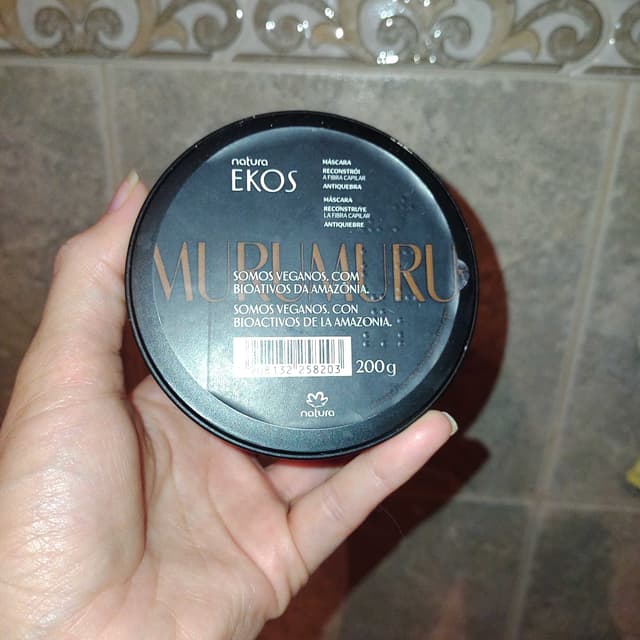 natura
EKOS
MÁSCARA
RECONSTRÓI
A FIBRA CAPILAR
ANTIQUEBRA
MÁSCARA
RECONSTRUYE
LA FIBRA CAPILAR
ANTIQUIEBRE
MURUMURU
SOMOS VEGANOS. COM
BIOATIVOS DA AMAZÔNIA.
SOMOS VEGANOS. CON
BIOACTIVOS DE LA AMAZONIA.
200g
natura